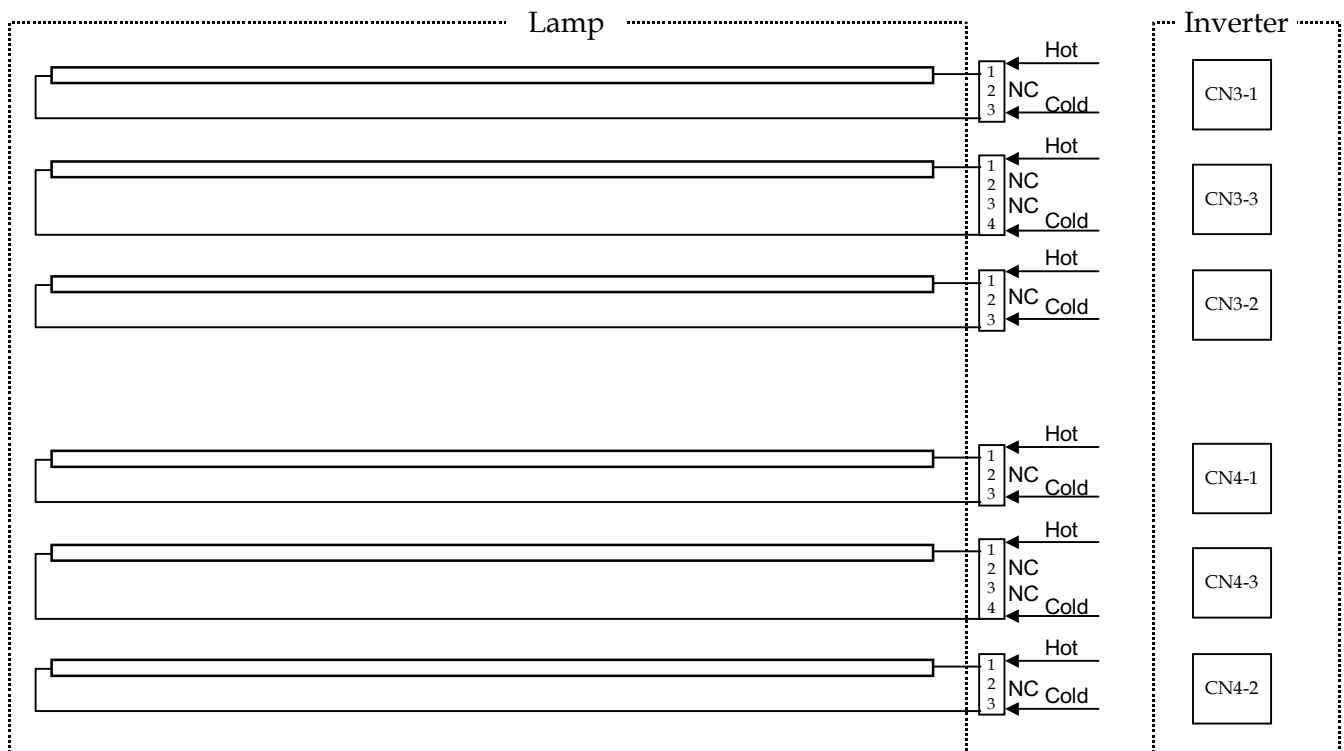 Lamp
Inverter
Hot
1
2 NC
3 Cold
CN3-1
Hot
1
2 NC
3 NC
4 Cold
CN3-3
Hot
1
2 NC
3 Cold
CN3-2
Hot
1
2 NC
3 Cold
CN4-1
Hot
1
2 NC
3 NC
4 Cold
CN4-3
Hot
1
2 NC
3 Cold
CN4-2